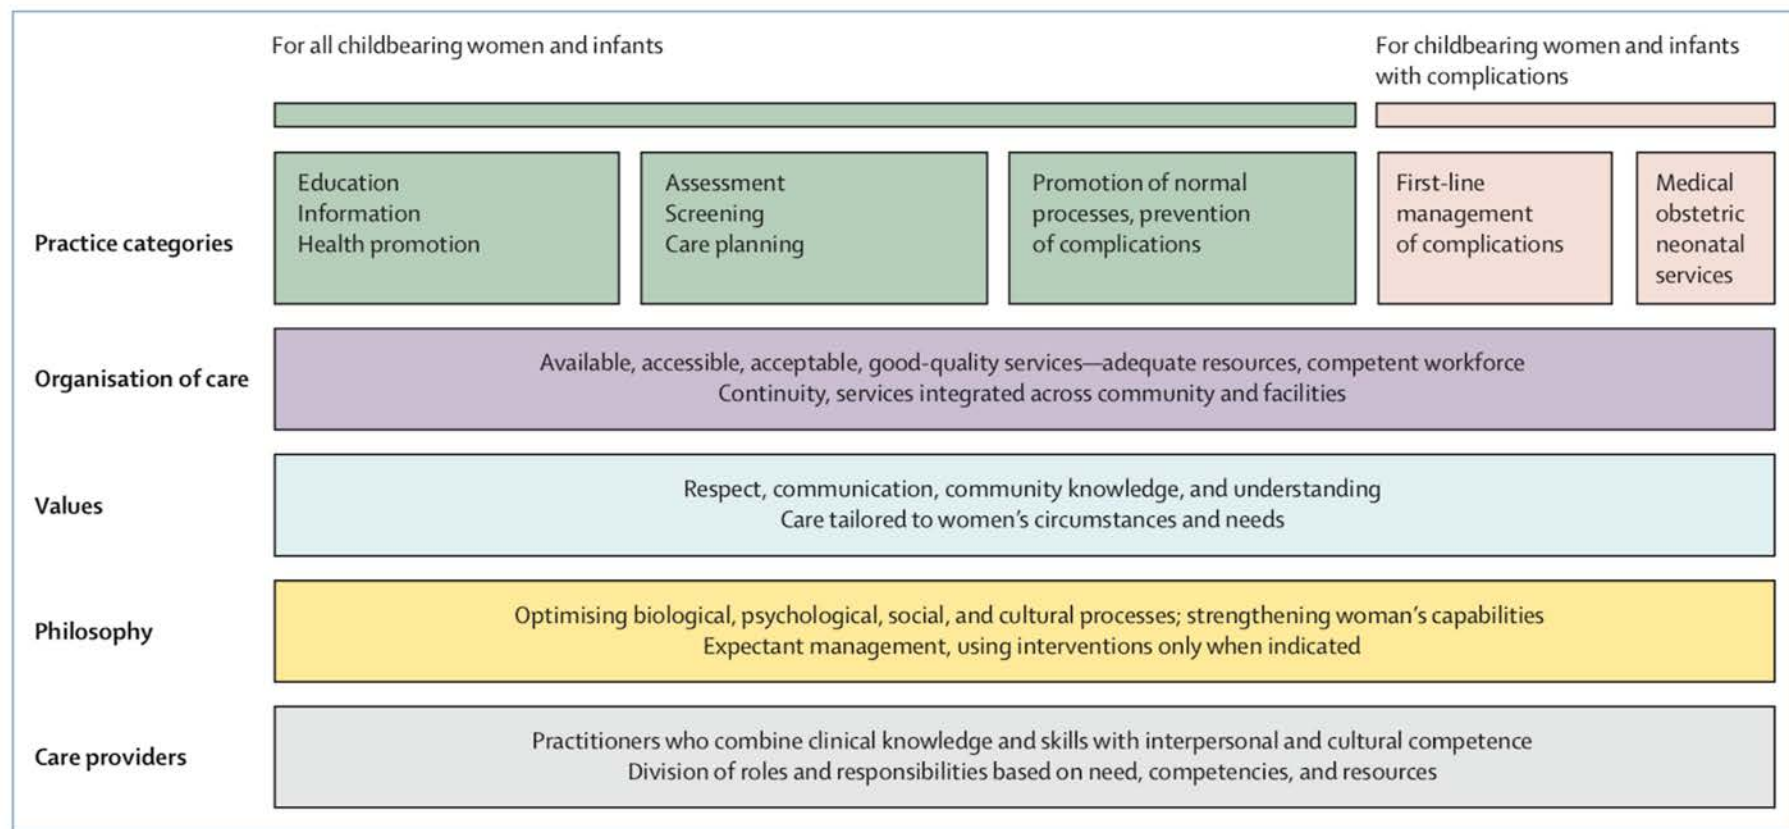 For all childbearing women and infants
For childbearing women and infants
with complications
Practice categories
Education
Information
Health promotion
Assessment
Screening
Care planning
Promotion of normal
processes, prevention
of complications
First-line
management
of complications
Medical
obstetric
neonatal
services
Organisation of care
Available, accessible, acceptable, good-quality services—adequate resources, competent workforce
Continuity, services integrated across community and facilities
Values
Respect, communication, community knowledge, and understanding
Care tailored to women's circumstances and needs
Philosophy
Optimising biological, psychological, social, and cultural processes; strengthening woman's capabilities
Expectant management, using interventions only when indicated
Care providers
Practitioners who combine clinical knowledge and skills with interpersonal and cultural competence
Division of roles and responsibilities based on need, competencies, and resources